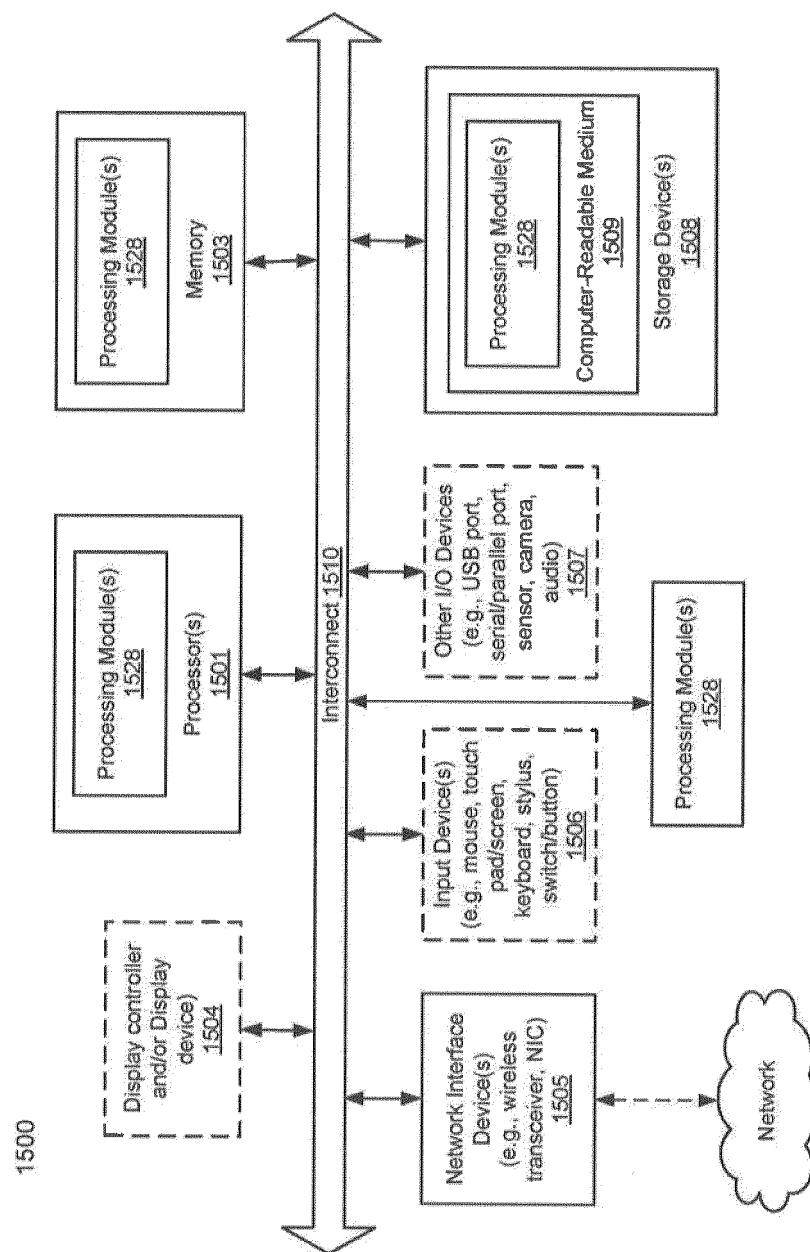 1500
Display controller
and/or Display
device)
1504
Processing Module(s)
1528
Processor(s)
1501
Processing Module(s)
1528
Memory
1503
Interconnect 1510
Network Interface
Device(s)
(e.g., wireless
transceiver, NIC)
1505
Input Device(s)
(e.g., mouse, touch
pad/screen,
keyboard, stylus,
switch/button)
1506
Other I/O Devices
(e.g., USB port,
serial/parallel port,
sensor, camera,
audio)
1507
Processing Module(s)
1528
Computer-Readable Medium
1509
Storage Device(s)
1508
Network
Processing Module(s)
1528